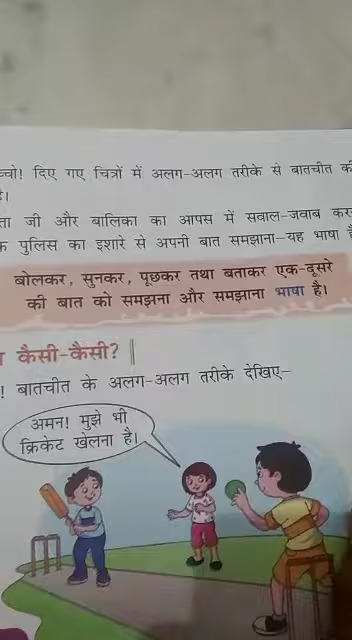 दिए गए चित्रों में अलग-अलग तरीके से बातचीत
है।
जी और बालिका का आपस में सवाल-जवाब
पुलिस का इशारे से अपनी बात समझाना–यह भाषा
बोलकर, सुनकर, पूछकर तथा बताकर एक-दूसरे
की बात को समझना और समझाना भाषा है।
कैसी-कैसी?
! बातचीत के अलग-अलग तरीके देखिए–
अमन! मुझे भी
क्रिकेट खेलना है।